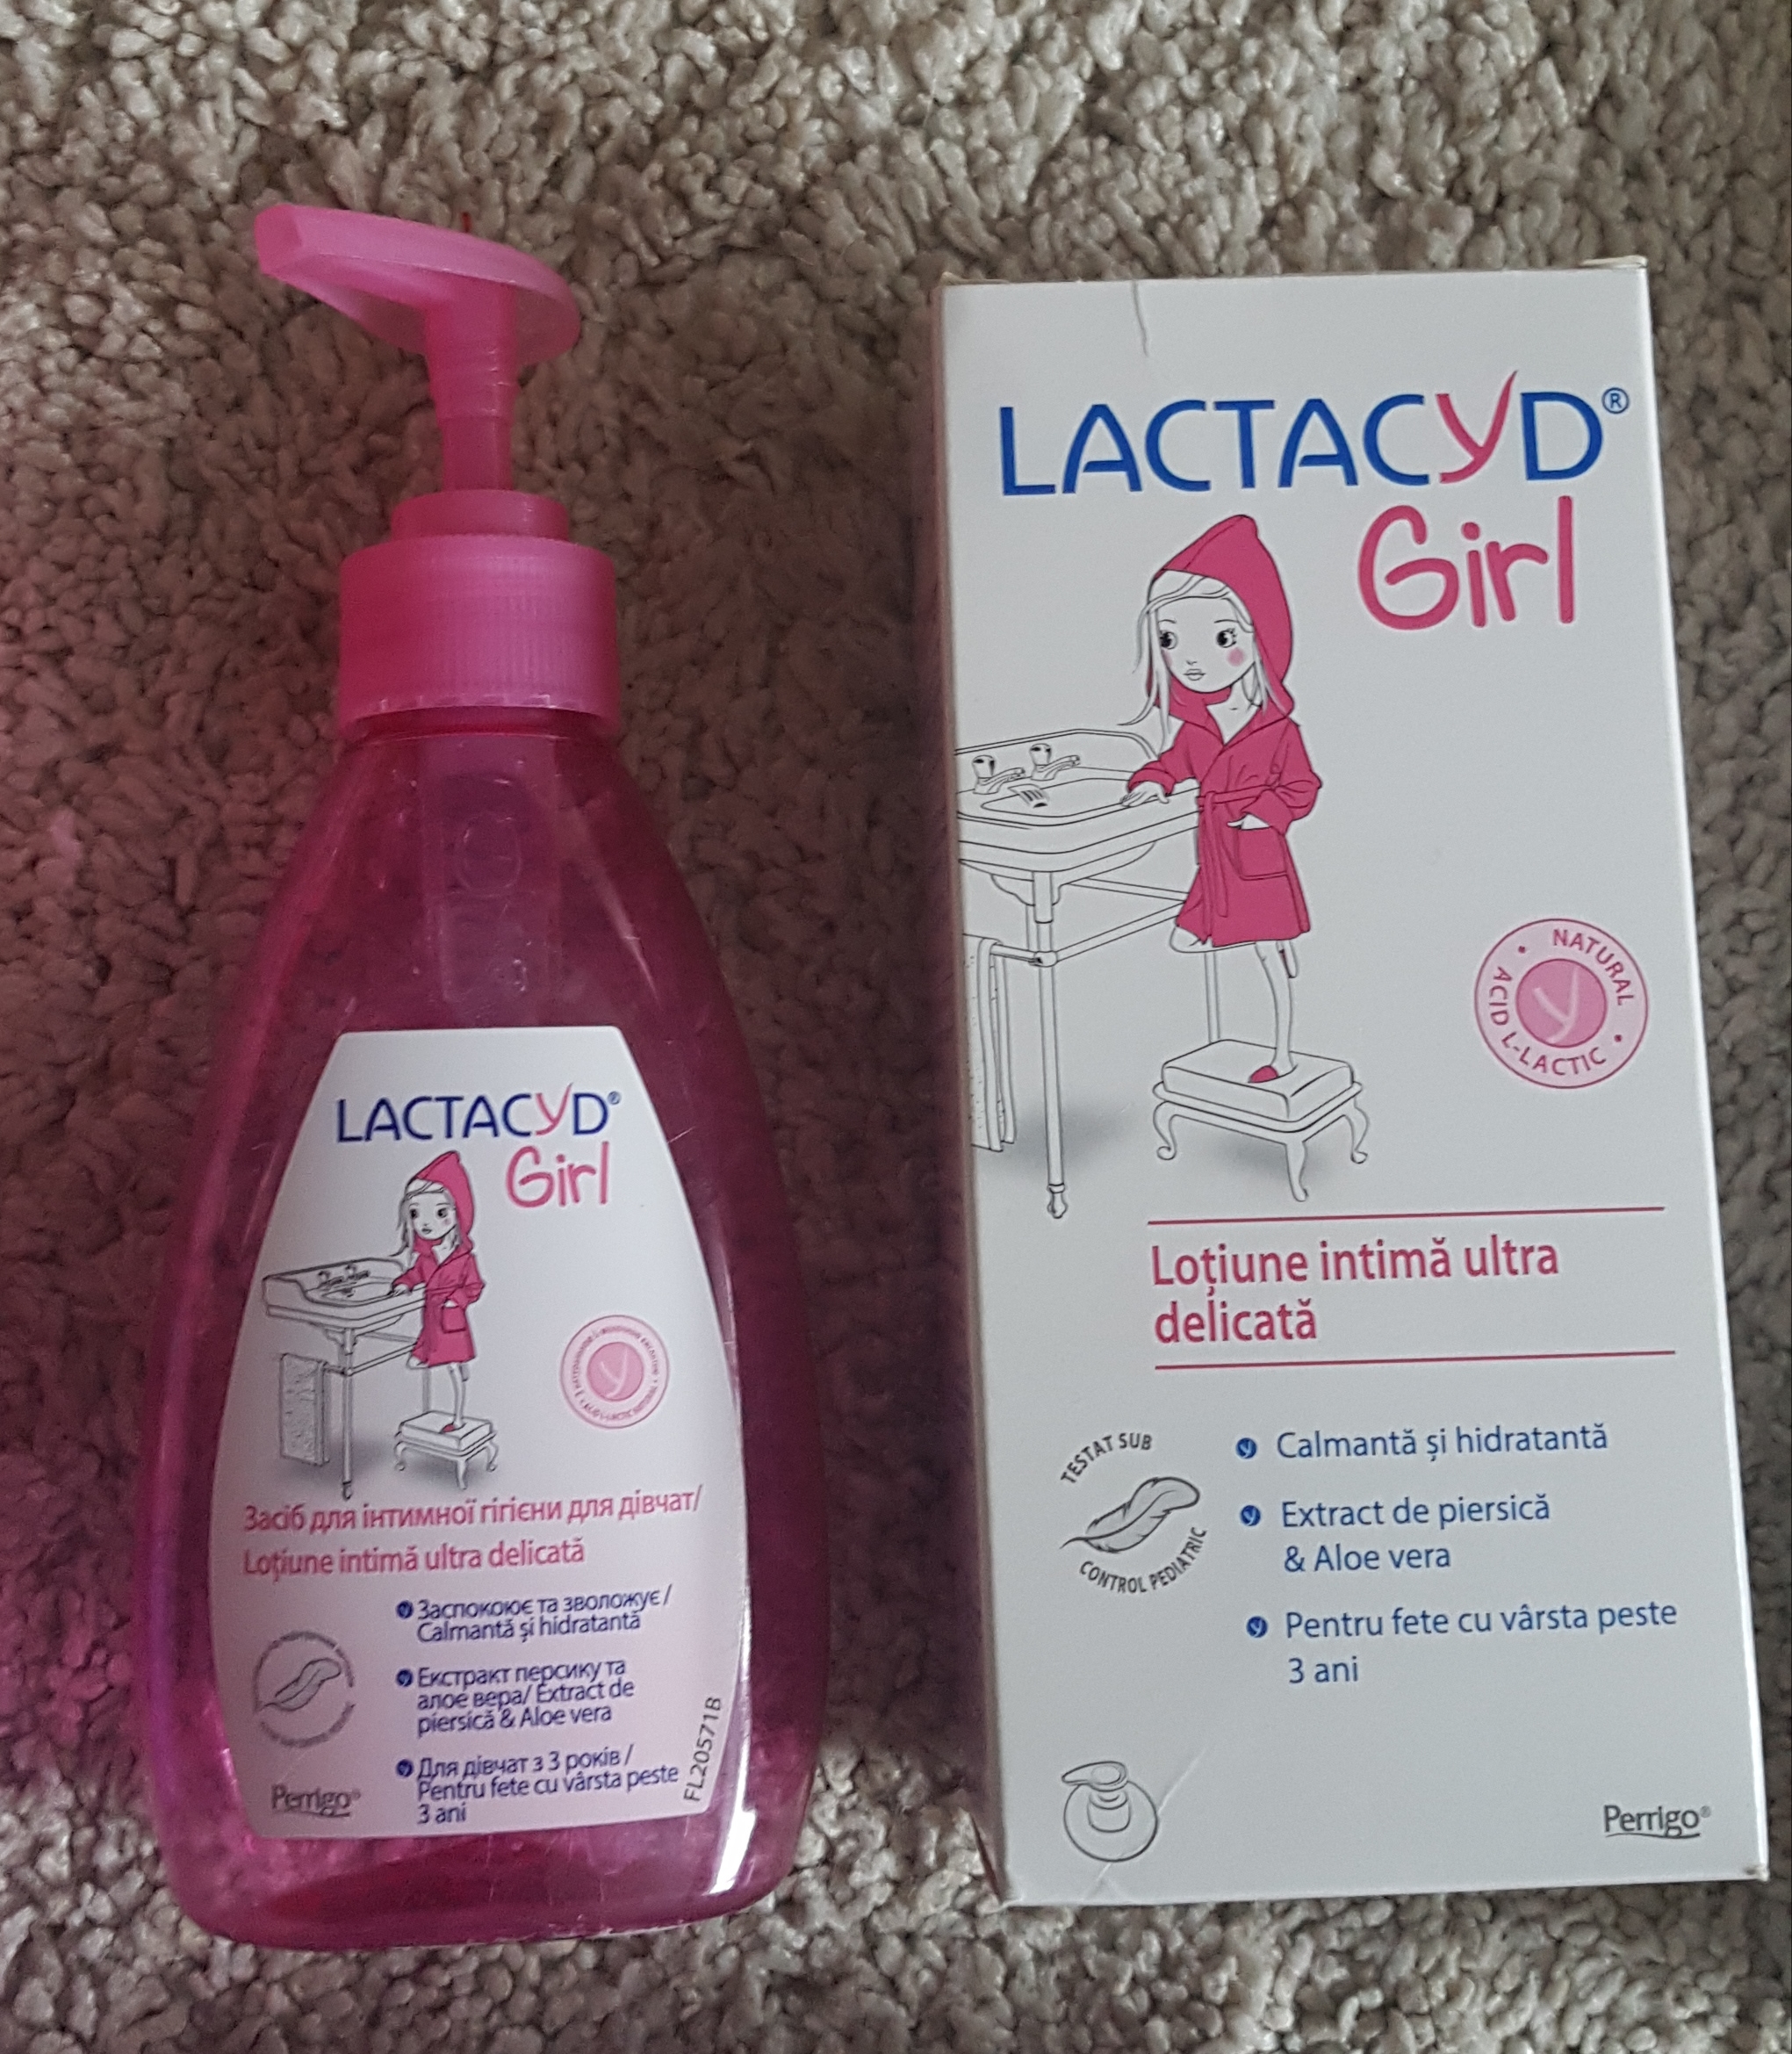 LACTACYD®
Girl
Засіб для інтимної гігієни для дівчат/
Loțiune intimă ultra delicată
Заспокоює та зволожує/
Calmantă și hidratantă
Екстракт персику та
алое вера/ Extract de
piersică & Aloe vera
Для дівчат з 3 років/
Pentru fete cu vârsta peste
3 ani
Perrigo®
FL20571B
LACTACYD®
Girl
NATURAL
ACID L-LACTIC
Loțiune intimă ultra
delicată
TESTAT SUB
CONTROL PEDIATRIC
Calmantă și hidratantă
Extract de piersică
& Aloe vera
Pentru fete cu vârsta peste
3 ani
Perrigo®